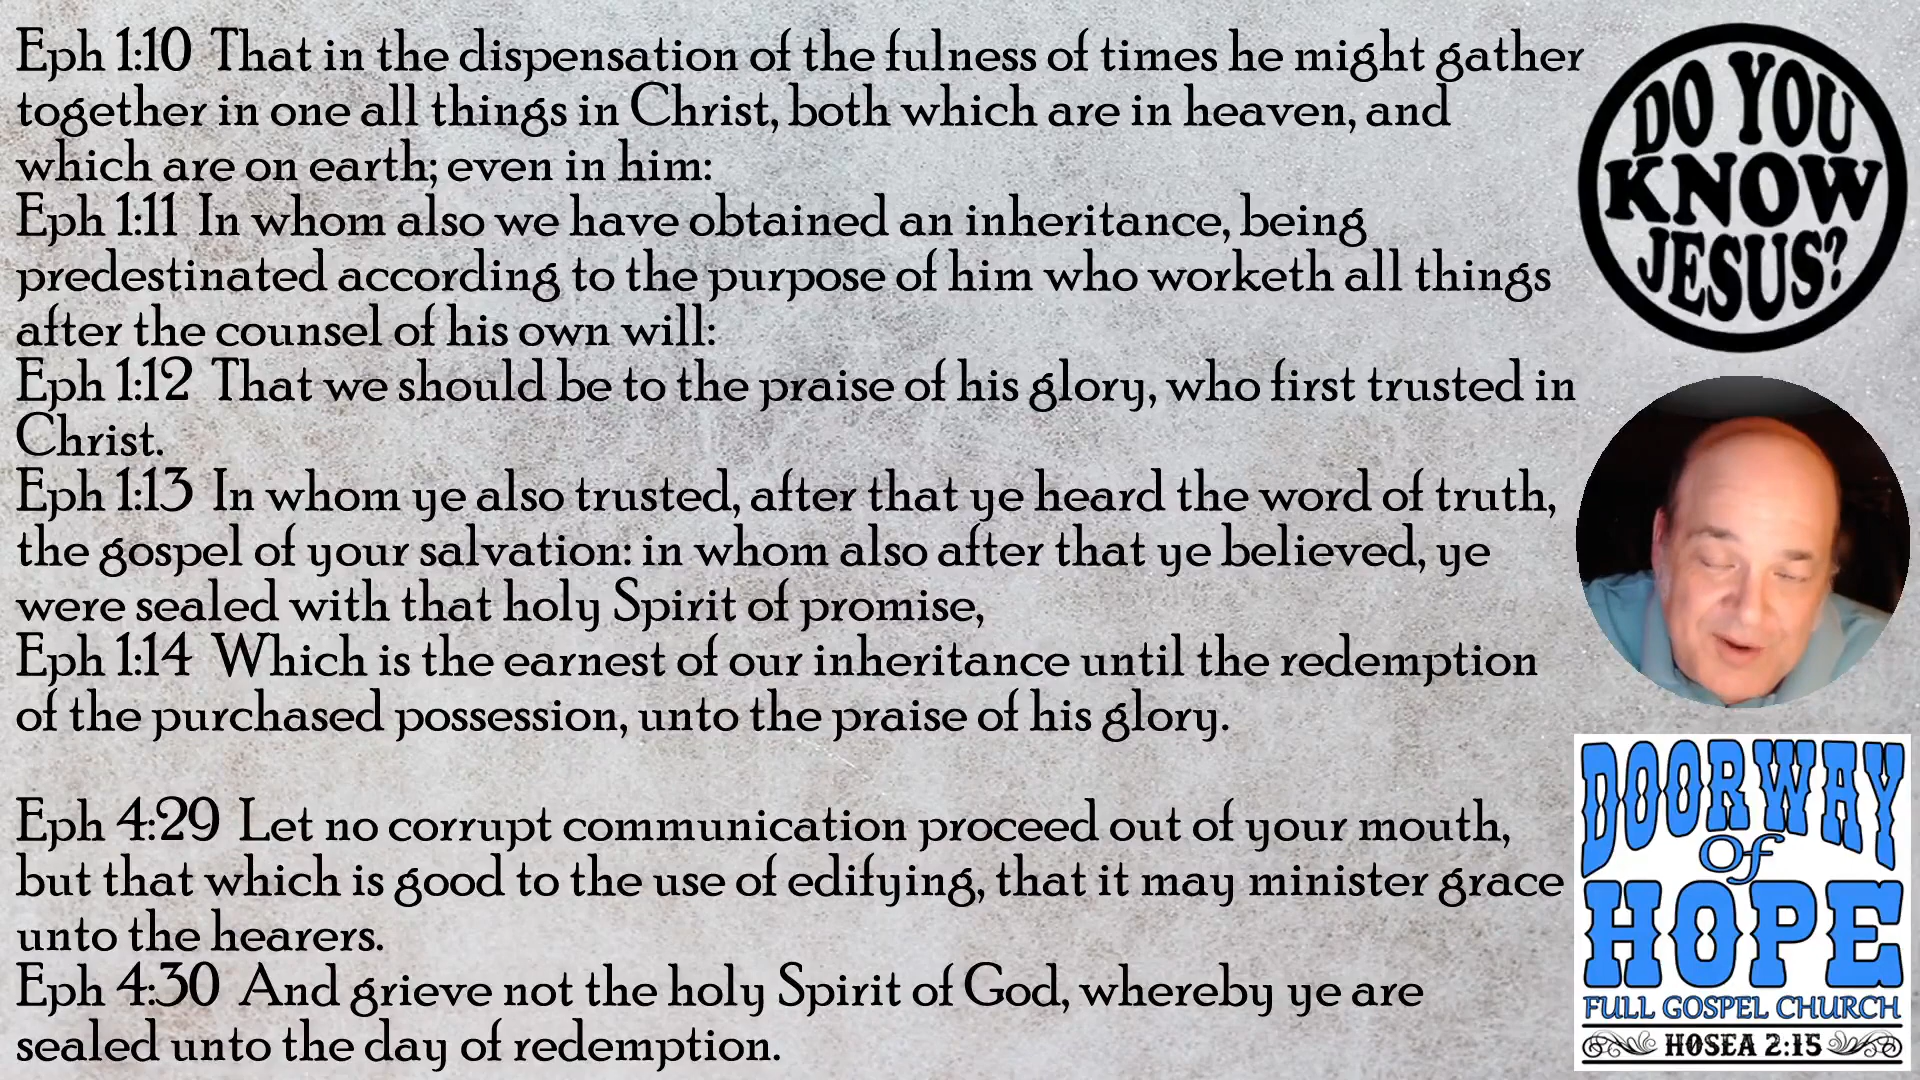 Eph 1:10 That in the dispensation of the fulness of times he might gather
together in one all things in Christ, both which are in heaven, and
which are on earth; even in him:
Eph 1:11 In whom also we have obtained an inheritance, being
predestinated according to the purpose of him who worketh all things
after the counsel of his own will:
Eph 1:12 That we should be to the praise of his glory, who first trusted in
Christ.
Eph 1:13 In whom ye also trusted, after that ye heard the word of truth,
the gospel of your salvation: in whom also after that ye believed, ye
were sealed with that holy Spirit of promise,
Eph 1:14 Which is the earnest of our inheritance until the redemption
of the purchased possession, unto the praise of his glory.
Eph 4:29 Let no corrupt communication proceed out of your mouth,
but that which is good to the use of edifying, that it may minister grace
unto the hearers.
Eph 4:30 And grieve not the holy Spirit of God, whereby ye are
sealed unto the day of redemption.
DO YOU
KNOW
JESUS?
DOORWAY
Of
HOPE
FULL GOSPEL CHURCH
HOSEA 2:15